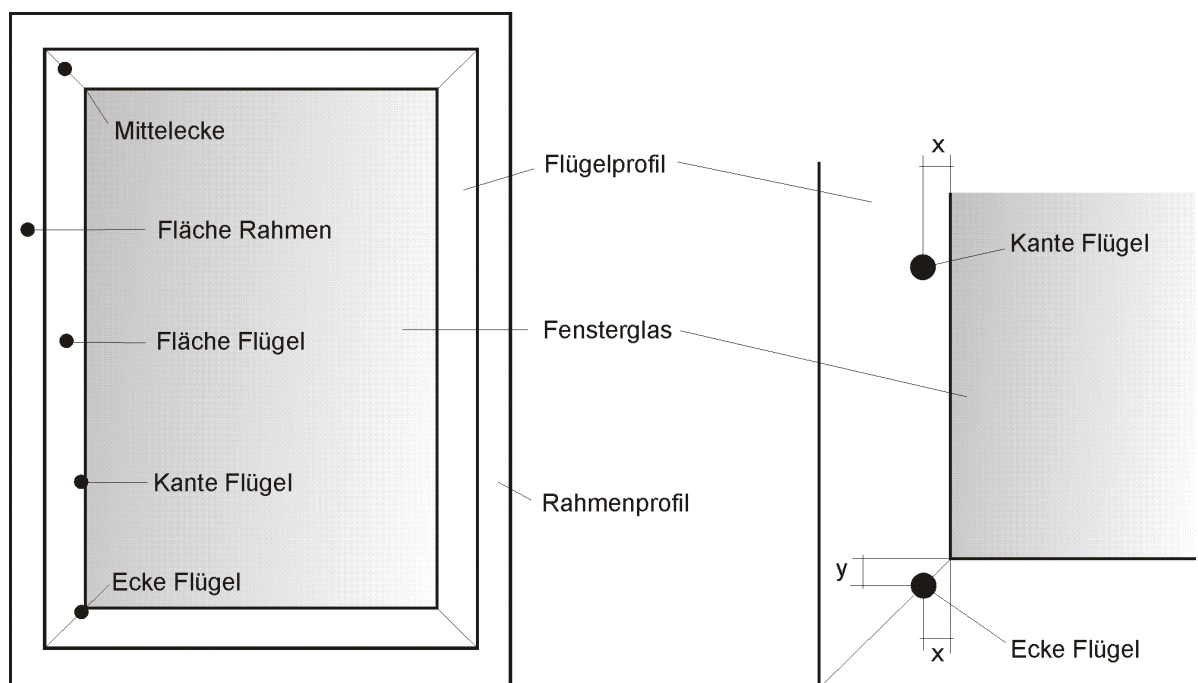 Mittelecke
Fläche Rahmen
Fläche Flügel
Kante Flügel
Ecke Flügel
Flügelprofil
Fensterglas
Rahmenprofil
x
Kante Flügel
y
x
Ecke Flügel